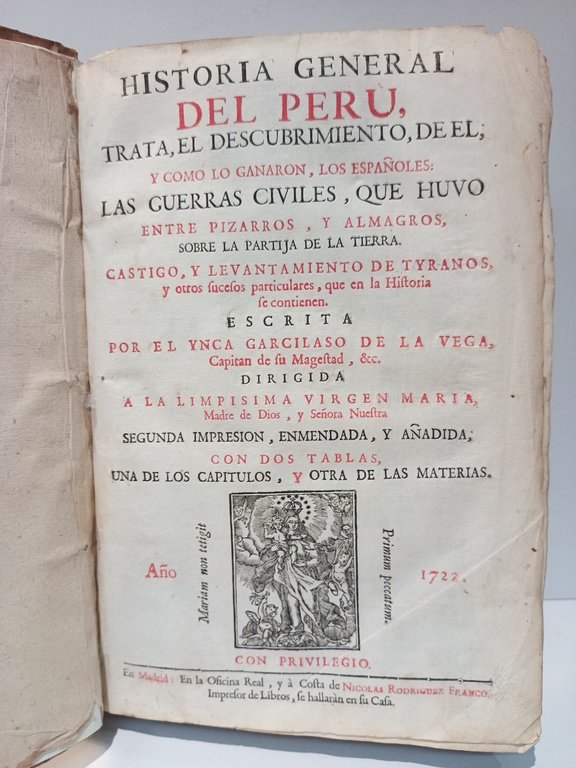 HISTORIA GENERAL
DEL PERU,
TRATA, EL DESCUBRIMIENTO, DE EL;
Y COMO LO GANARON, LOS ESPAÑOLES:
LAS GUERRAS CIVILES, QUE HUVO
ENTRE PIZARROS, Y ALMAGROS,
SOBRE LA PARTIJA DE LA TIERRA.
CASTIGO, Y LEVANTAMIENTO DE TYRANOS,
y otros sucesos particulares, que en la Historia
se contienen.
ESCRITA
POR EL YNCA GARCILASO DE LA VEGA,
Capitan de su Magestad, &c.
DIRIGIDA
A LA LIMPISIMA VIRGEN MARIA,
Madre de Dios, y Señora Nuestra
SEGUNDA IMPRESION, ENMENDADA, Y AÑADIDA;
CON DOS TABLAS,
UNA DE LOS CAPITULOS, Y OTRA DE LAS MATERIAS.
Año
Mariam non tetigit
Primum peccatum.
1722.
CON PRIVILEGIO.
En Madrid: En la Oficina Real, y à Costa de NICOLAS RODRIGUEZ FRANCO,
Impresor de Libros, se hallaràn en su Casa.